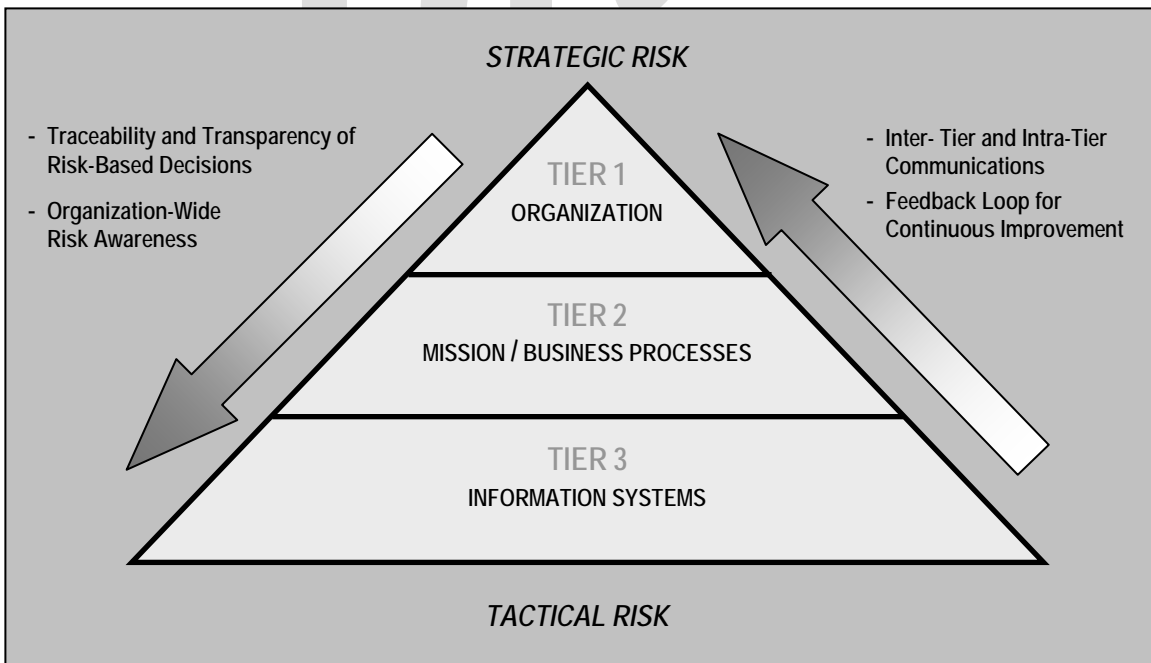 STRATEGIC RISK
- Traceability and Transparency of
Risk-Based Decisions
- Organization-Wide
Risk Awareness
- Inter- Tier and Intra-Tier
Communications
- Feedback Loop for
Continuous Improvement
TIER 1
ORGANIZATION
TIER 2
MISSION / BUSINESS PROCESSES
TIER 3
INFORMATION SYSTEMS
TACTICAL RISK